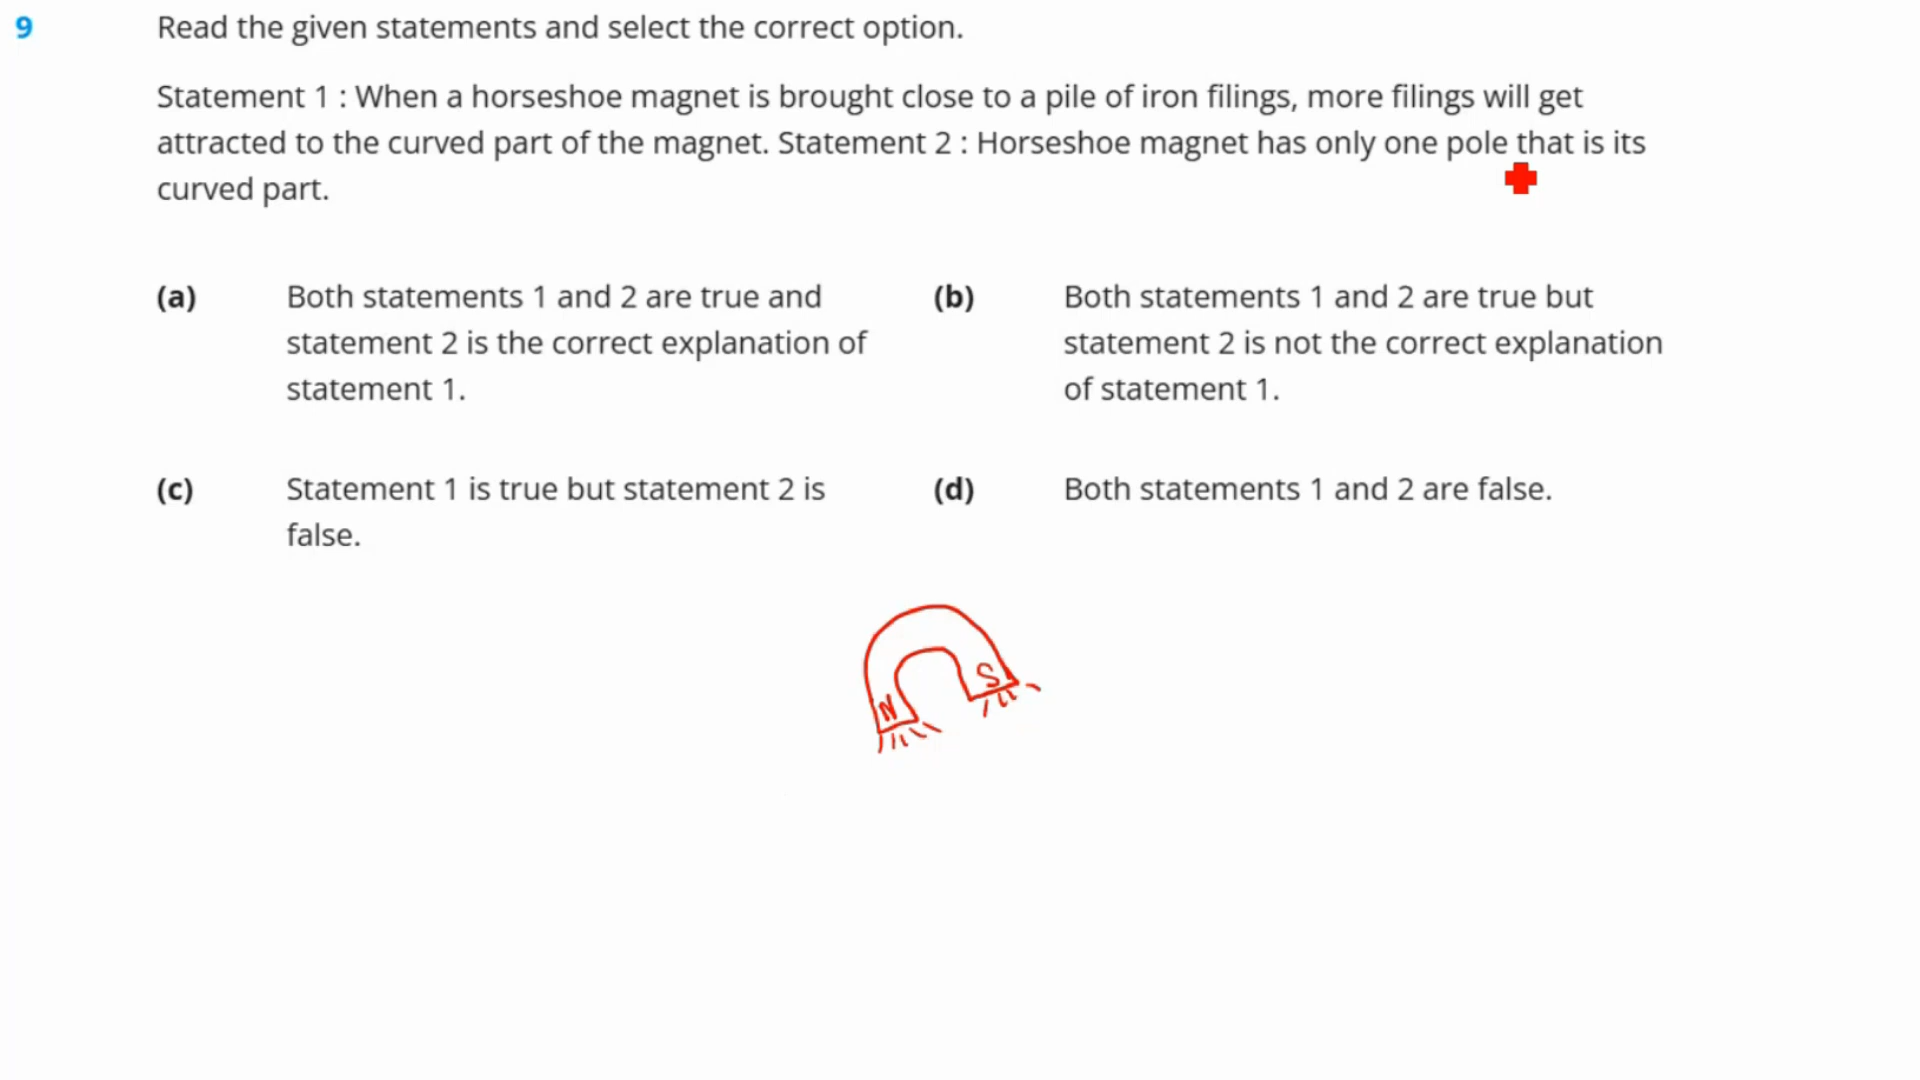 9 Read the given statements and select the correct option.
Statement 1 : When a horseshoe magnet is brought close to a pile of iron filings, more filings will get
attracted to the curved part of the magnet. Statement 2 : Horseshoe magnet has only one pole that is its
curved part.
(a) Both statements 1 and 2 are true and
statement 2 is the correct explanation of
statement 1.
(b) Both statements 1 and 2 are true but
statement 2 is not the correct explanation
of statement 1.
(c) Statement 1 is true but statement 2 is
false.
(d) Both statements 1 and 2 are false.
S
N